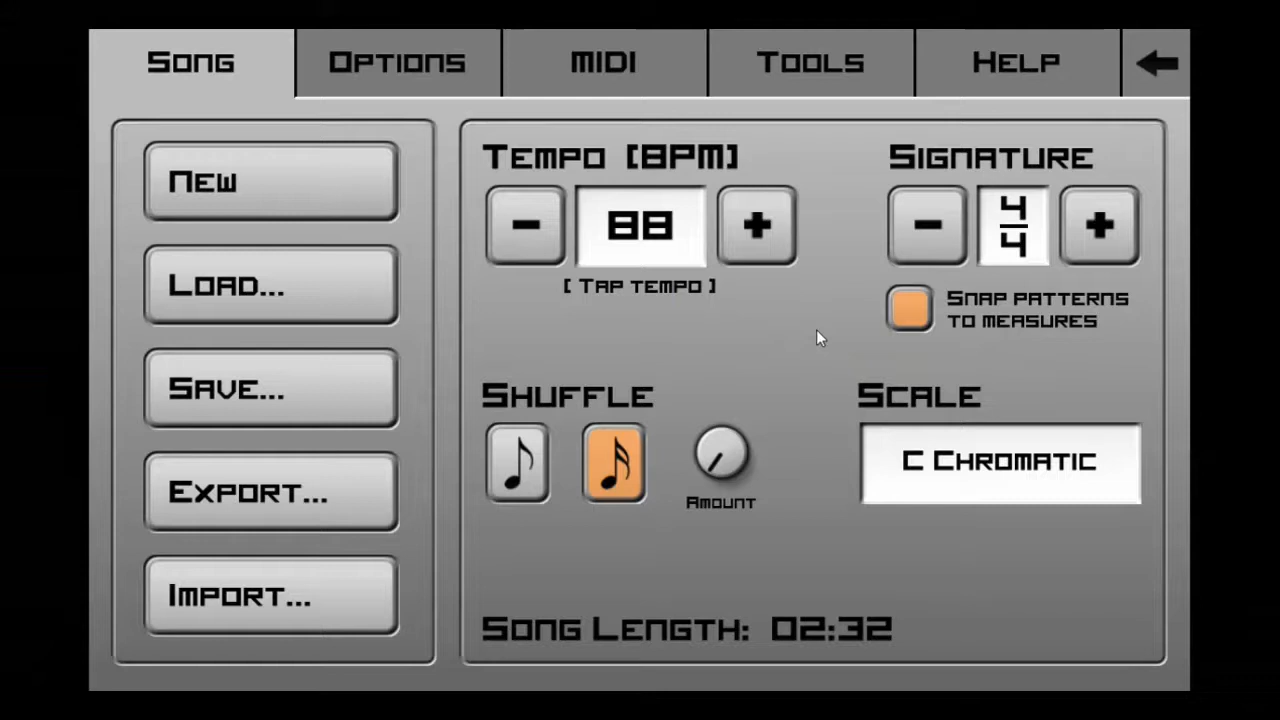 Song
Options
MIDI
Tools
Help
New
Load...
Save...
Export...
Import...
Tempo [BPM]
-
88
+
[ Tap tempo ]
Signature
-
4
4
+
Snap patterns
to measures
Shuffle
Amount
Scale
C Chromatic
Song Length: 02:32